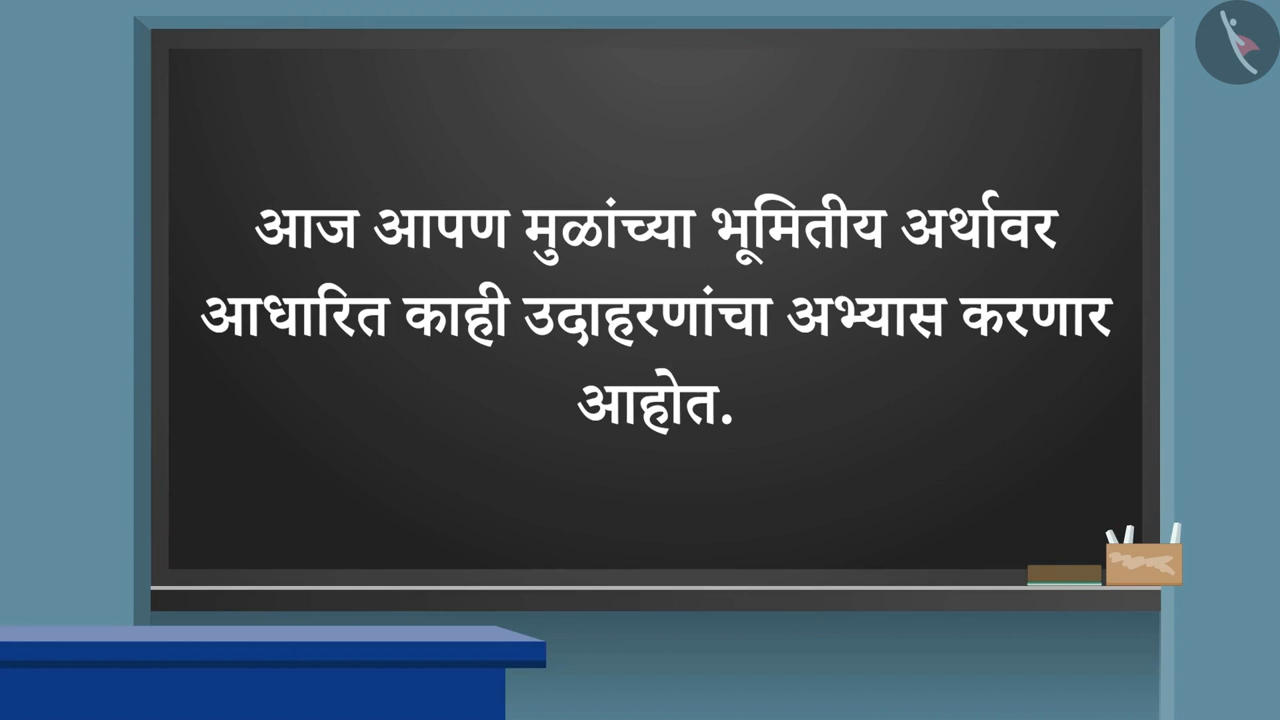 आज आपण मुळांच्या भूमितीय अर्थावर
आधारित काही उदाहरणांचा अभ्यास करणार
आहोत.